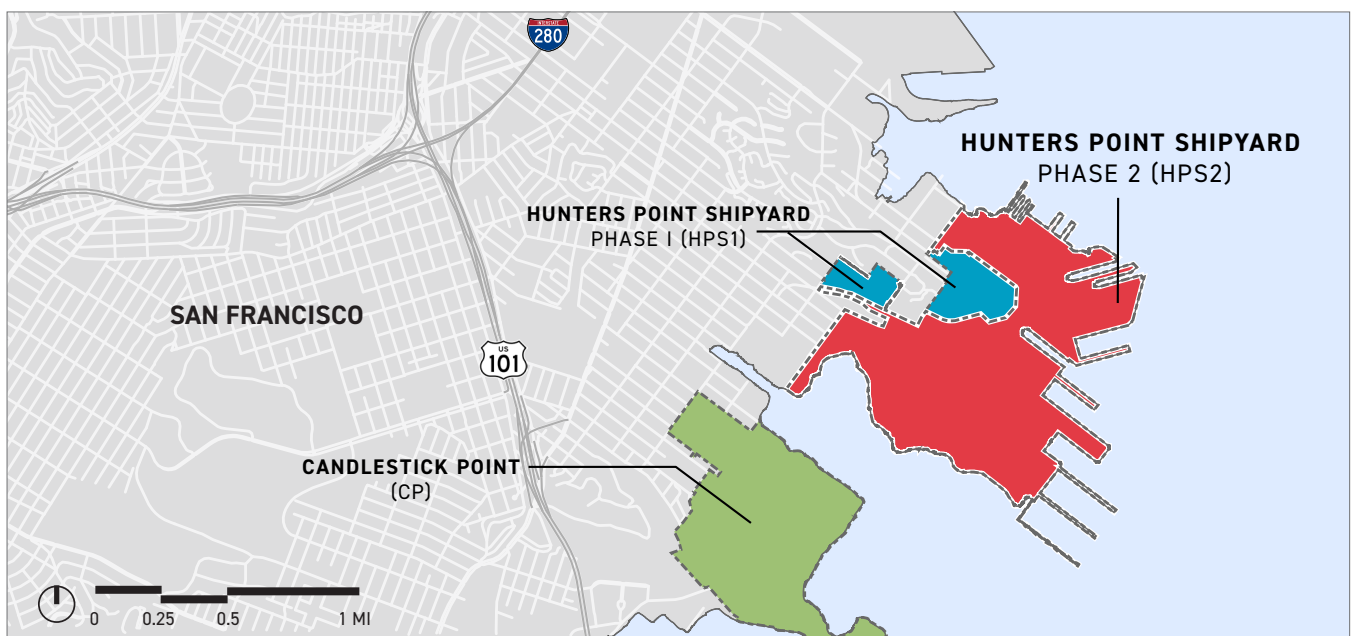 INTERSTATE
280
HUNTERS POINT SHIPYARD
PHASE 2 (HPS2)
HUNTERS POINT SHIPYARD
PHASE I (HPS1)
SAN FRANCISCO
US
101
CANDLESTICK POINT
(CP)
0 0.25 0.5 1 MI